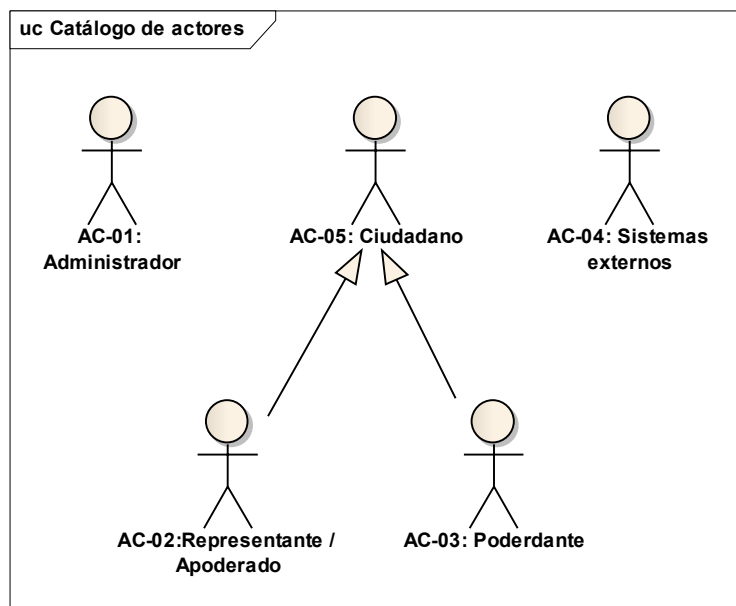 uc Catálogo de actores
AC-01:
Administrador
AC-05: Ciudadano
AC-04: Sistemas
externos
AC-02:Representante /
Apoderado
AC-03: Poderdante